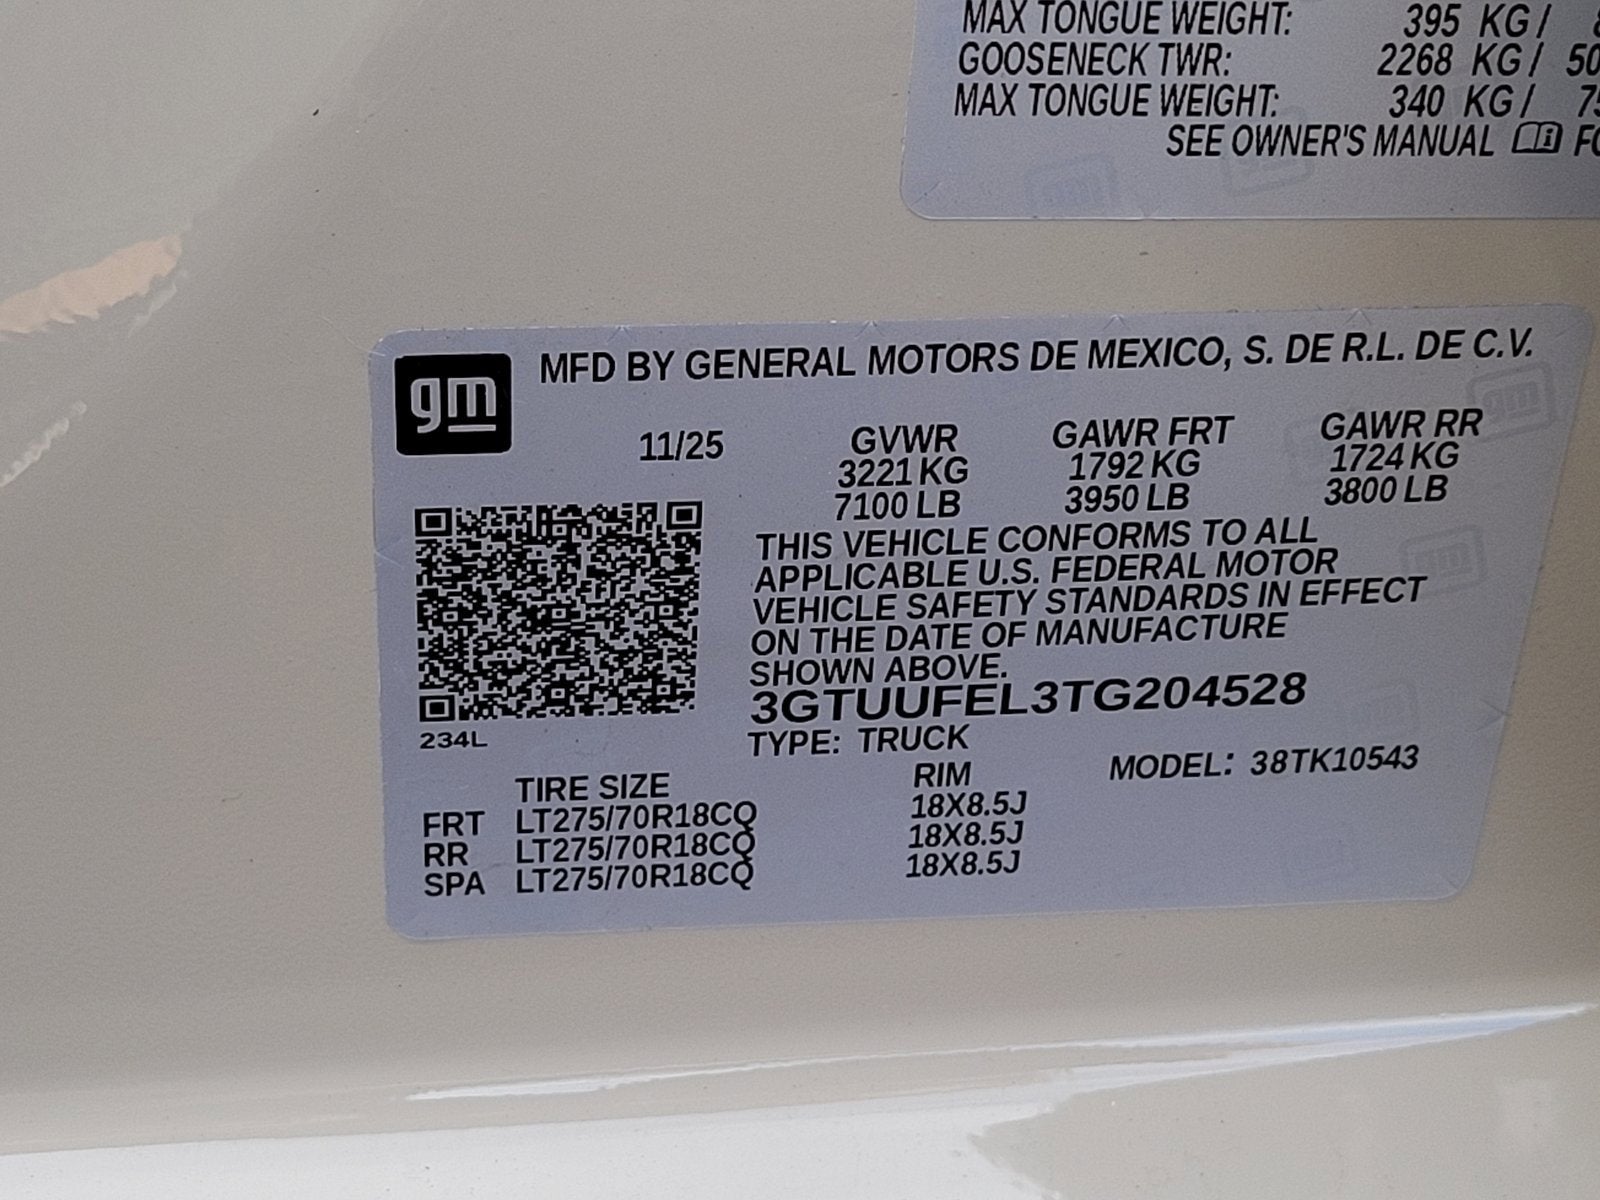 MAX TONGUE WEIGHT: 395 KG/
GOOSENECK TWR: 2268 KG/ 50
MAX TONGUE WEIGHT: 340 KG/ 75
SEE OWNER'S MANUAL
gm
MFD BY GENERAL MOTORS DE MEXICO, S. DE R.L. DE C.V.
11/25 GVWR GAWR FRT GAWR RR
3221 KG 1792 KG 1724 KG
7100 LB 3950 LB 3800 LB
THIS VEHICLE CONFORMS TO ALL
APPLICABLE U.S. FEDERAL MOTOR
VEHICLE SAFETY STANDARDS IN EFFECT
ON THE DATE OF MANUFACTURE
SHOWN ABOVE.
3GTUUFEL3TG204528
234L
TYPE: TRUCK
MODEL: 38TK10543
TIRE SIZE RIM
FRT LT275/70R18CQ 18X8.5J
RR LT275/70R18CQ 18X8.5J
SPA LT275/70R18CQ 18X8.5J